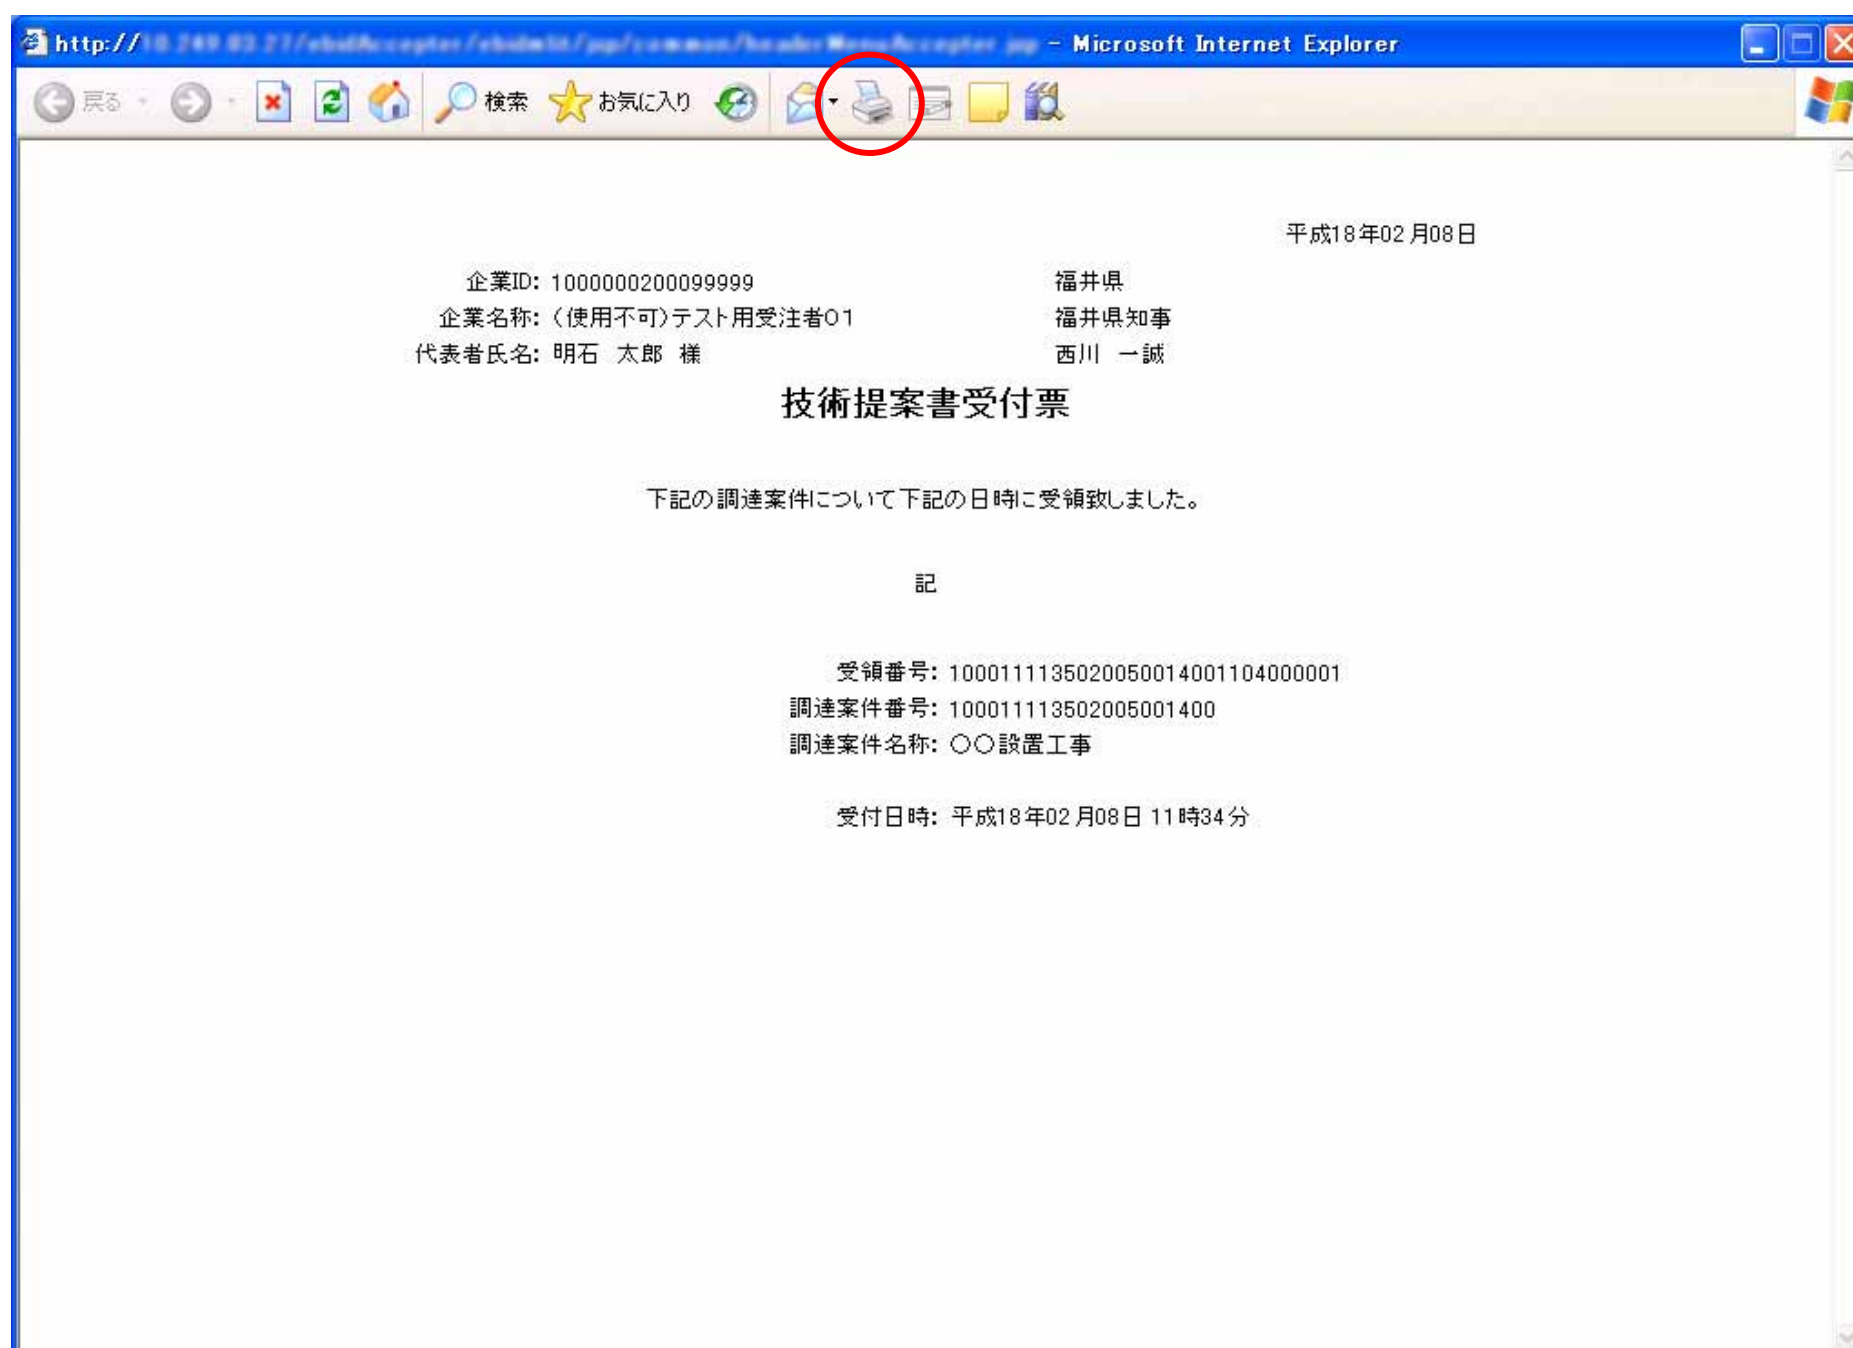 http:// - Microsoft Internet Explorer
戻る 検索 お気に入り
平成18年02月08日
企業ID: 1000000200099999 福井県
企業名称: (使用不可)テスト用受注者01 福井県知事
代表者氏名: 明石 太郎 様 西川 一誠
技術提案書受付票
下記の調達案件について下記の日時に受領致しました。
記
受領番号: 1000111135020050014001104000001
調達案件番号: 100011113502005001400
調達案件名称: 〇〇設置工事
受付日時: 平成18年02月08日 11時34分